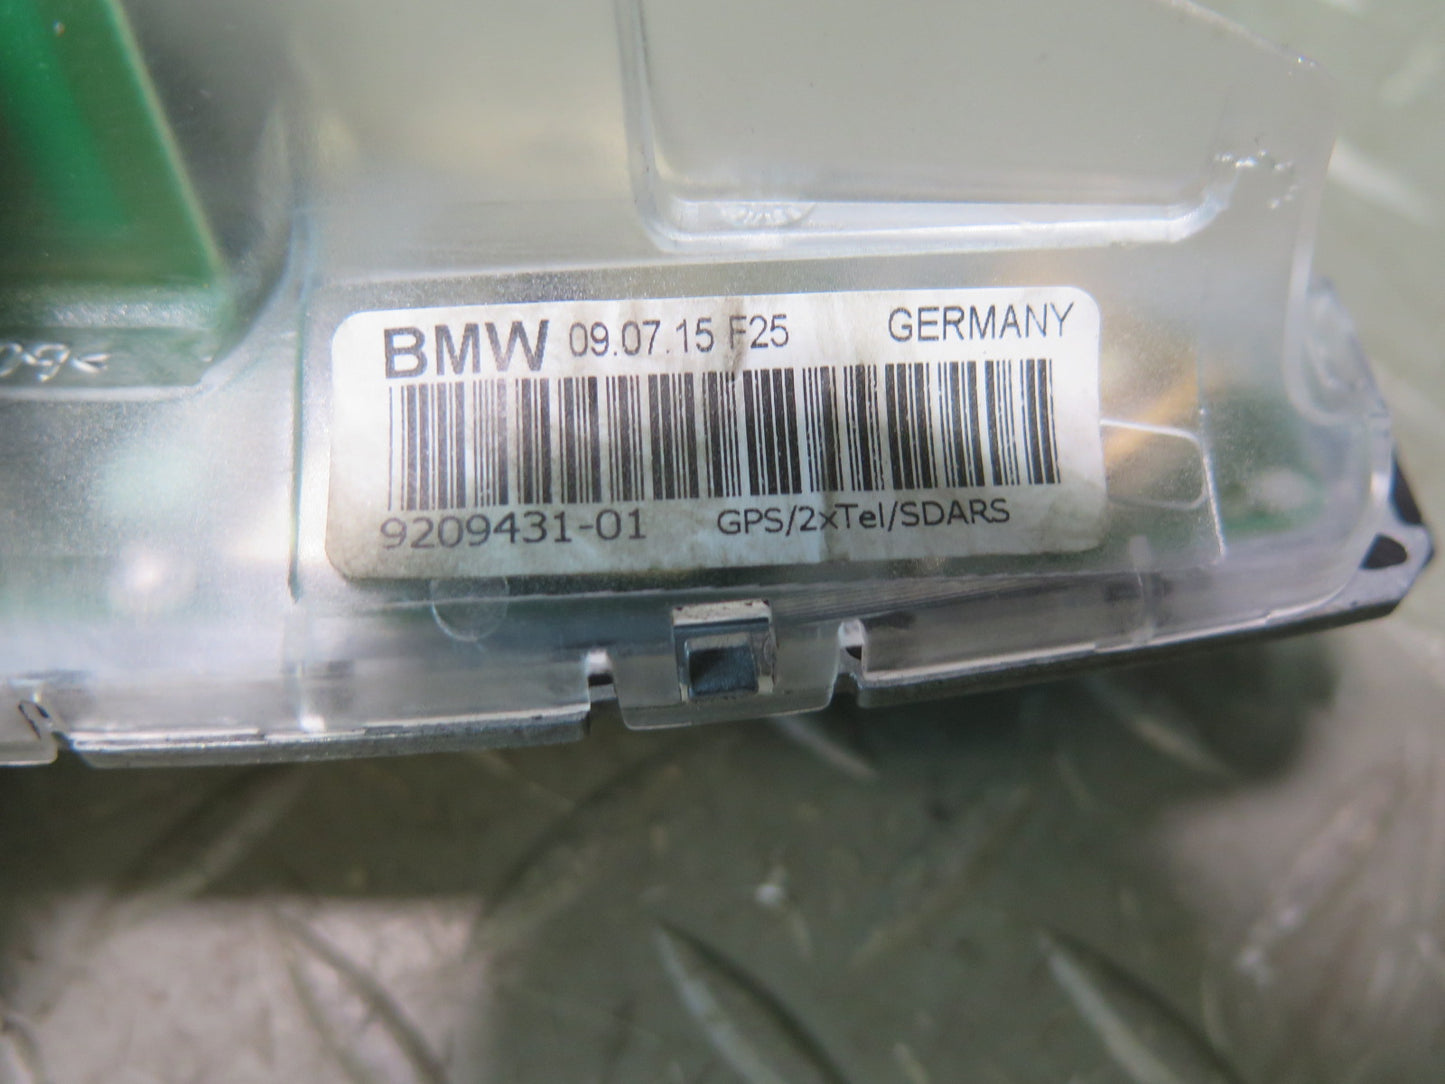 BMW 09.07.15 F25 GERMANY
9209431-01 GPS/2xTel/SDARS